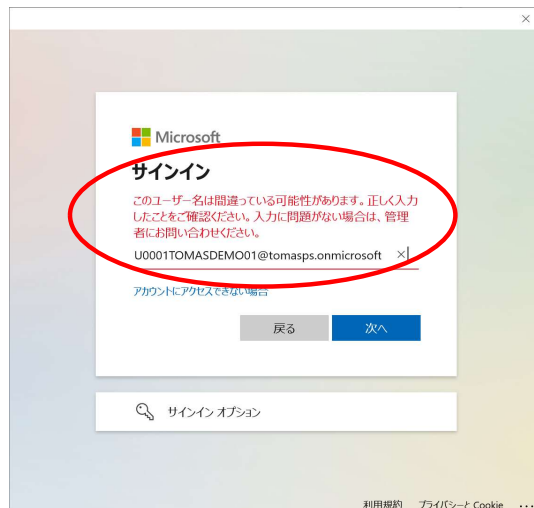 Microsoft
サインイン
このユーザー名は間違っている可能性があります。正しく入力
したことをご確認ください。入力に問題がない場合は、管理
者にお問い合わせください。
U0001TOMASDEMO01@tomasps.onmicrosoft
アカウントにアクセスできない場合
戻る
次へ
サインイン オプション
利用規約 プライバシーと Cookie ...